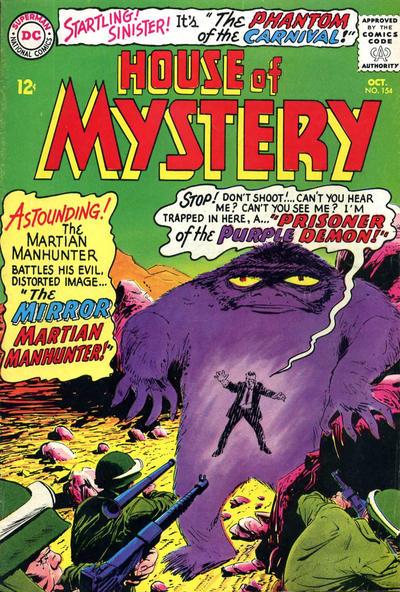 SUPERMAN
DC
NATIONAL COMICS
STARTLING!
SINISTER! It's "The PHANTOM
of the CARNIVAL!"
APPROVED
BY THE
COMICS
CODE
CA
AUTHORITY
12¢
HOUSE of
MYSTERY
OCT.
NO. 154
ASTOUNDING!
The
MARTIAN
MANHUNTER
BATTLES HIS EVIL,
DISTORTED IMAGE...
"The
MIRROR
MARTIAN
MANHUNTER!"
STOP! DON'T SHOOT!... CAN'T YOU HEAR
ME? CAN'T YOU SEE ME? I'M
TRAPPED IN HERE, A... "PRISONER
of the PURPLE DEMON!"